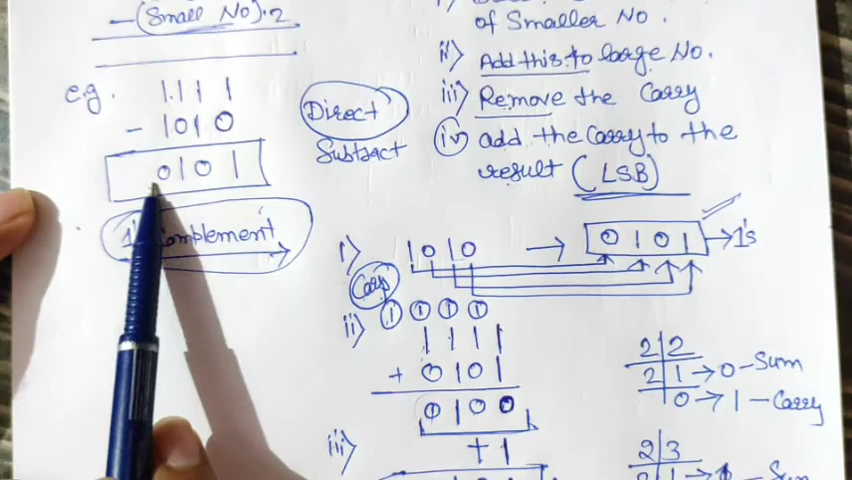 -(Small No).2
e.g. 1111
- 1010
0101
1's Complement
Direct
Subtract
of Smaller No.
ii) Add this to large No.
iii) Remove the Carry
iv) add the Carry to the
result (LSB)
i) 1010 → 0101 → 1's
Carry
1 1 1 1
ii) 1111
+ 0101
0100
iii) +1
2 2
2 1 → 0 - Sum
0 → 1 - Carry
2 3